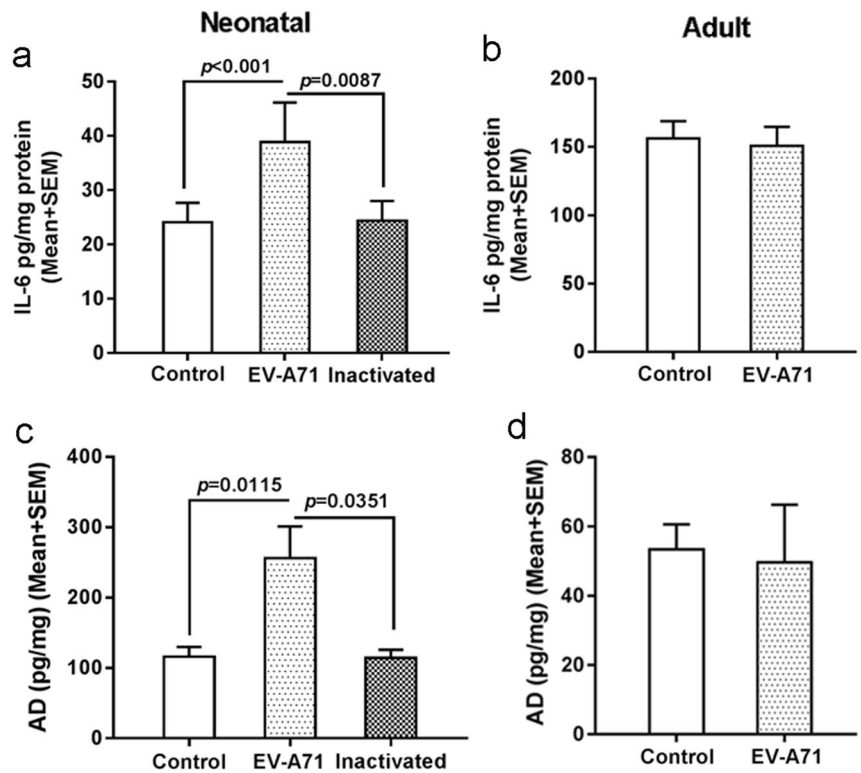 Neonatal
Adult
a
p<0.001
p=0.0087
IL-6 pg/mg protein
(Mean+SEM)
50
40
30
20
10
0
Control
EV-A71
Inactivated
b
IL-6 pg/mg protein
(Mean+SEM)
200
150
100
50
0
Control
EV-A71
c
p=0.0115
p=0.0351
AD (pg/mg) (Mean+SEM)
400
300
200
100
0
Control
EV-A71
Inactivated
d
AD (pg/mg) (Mean+SEM)
80
60
40
20
0
Control
EV-A71